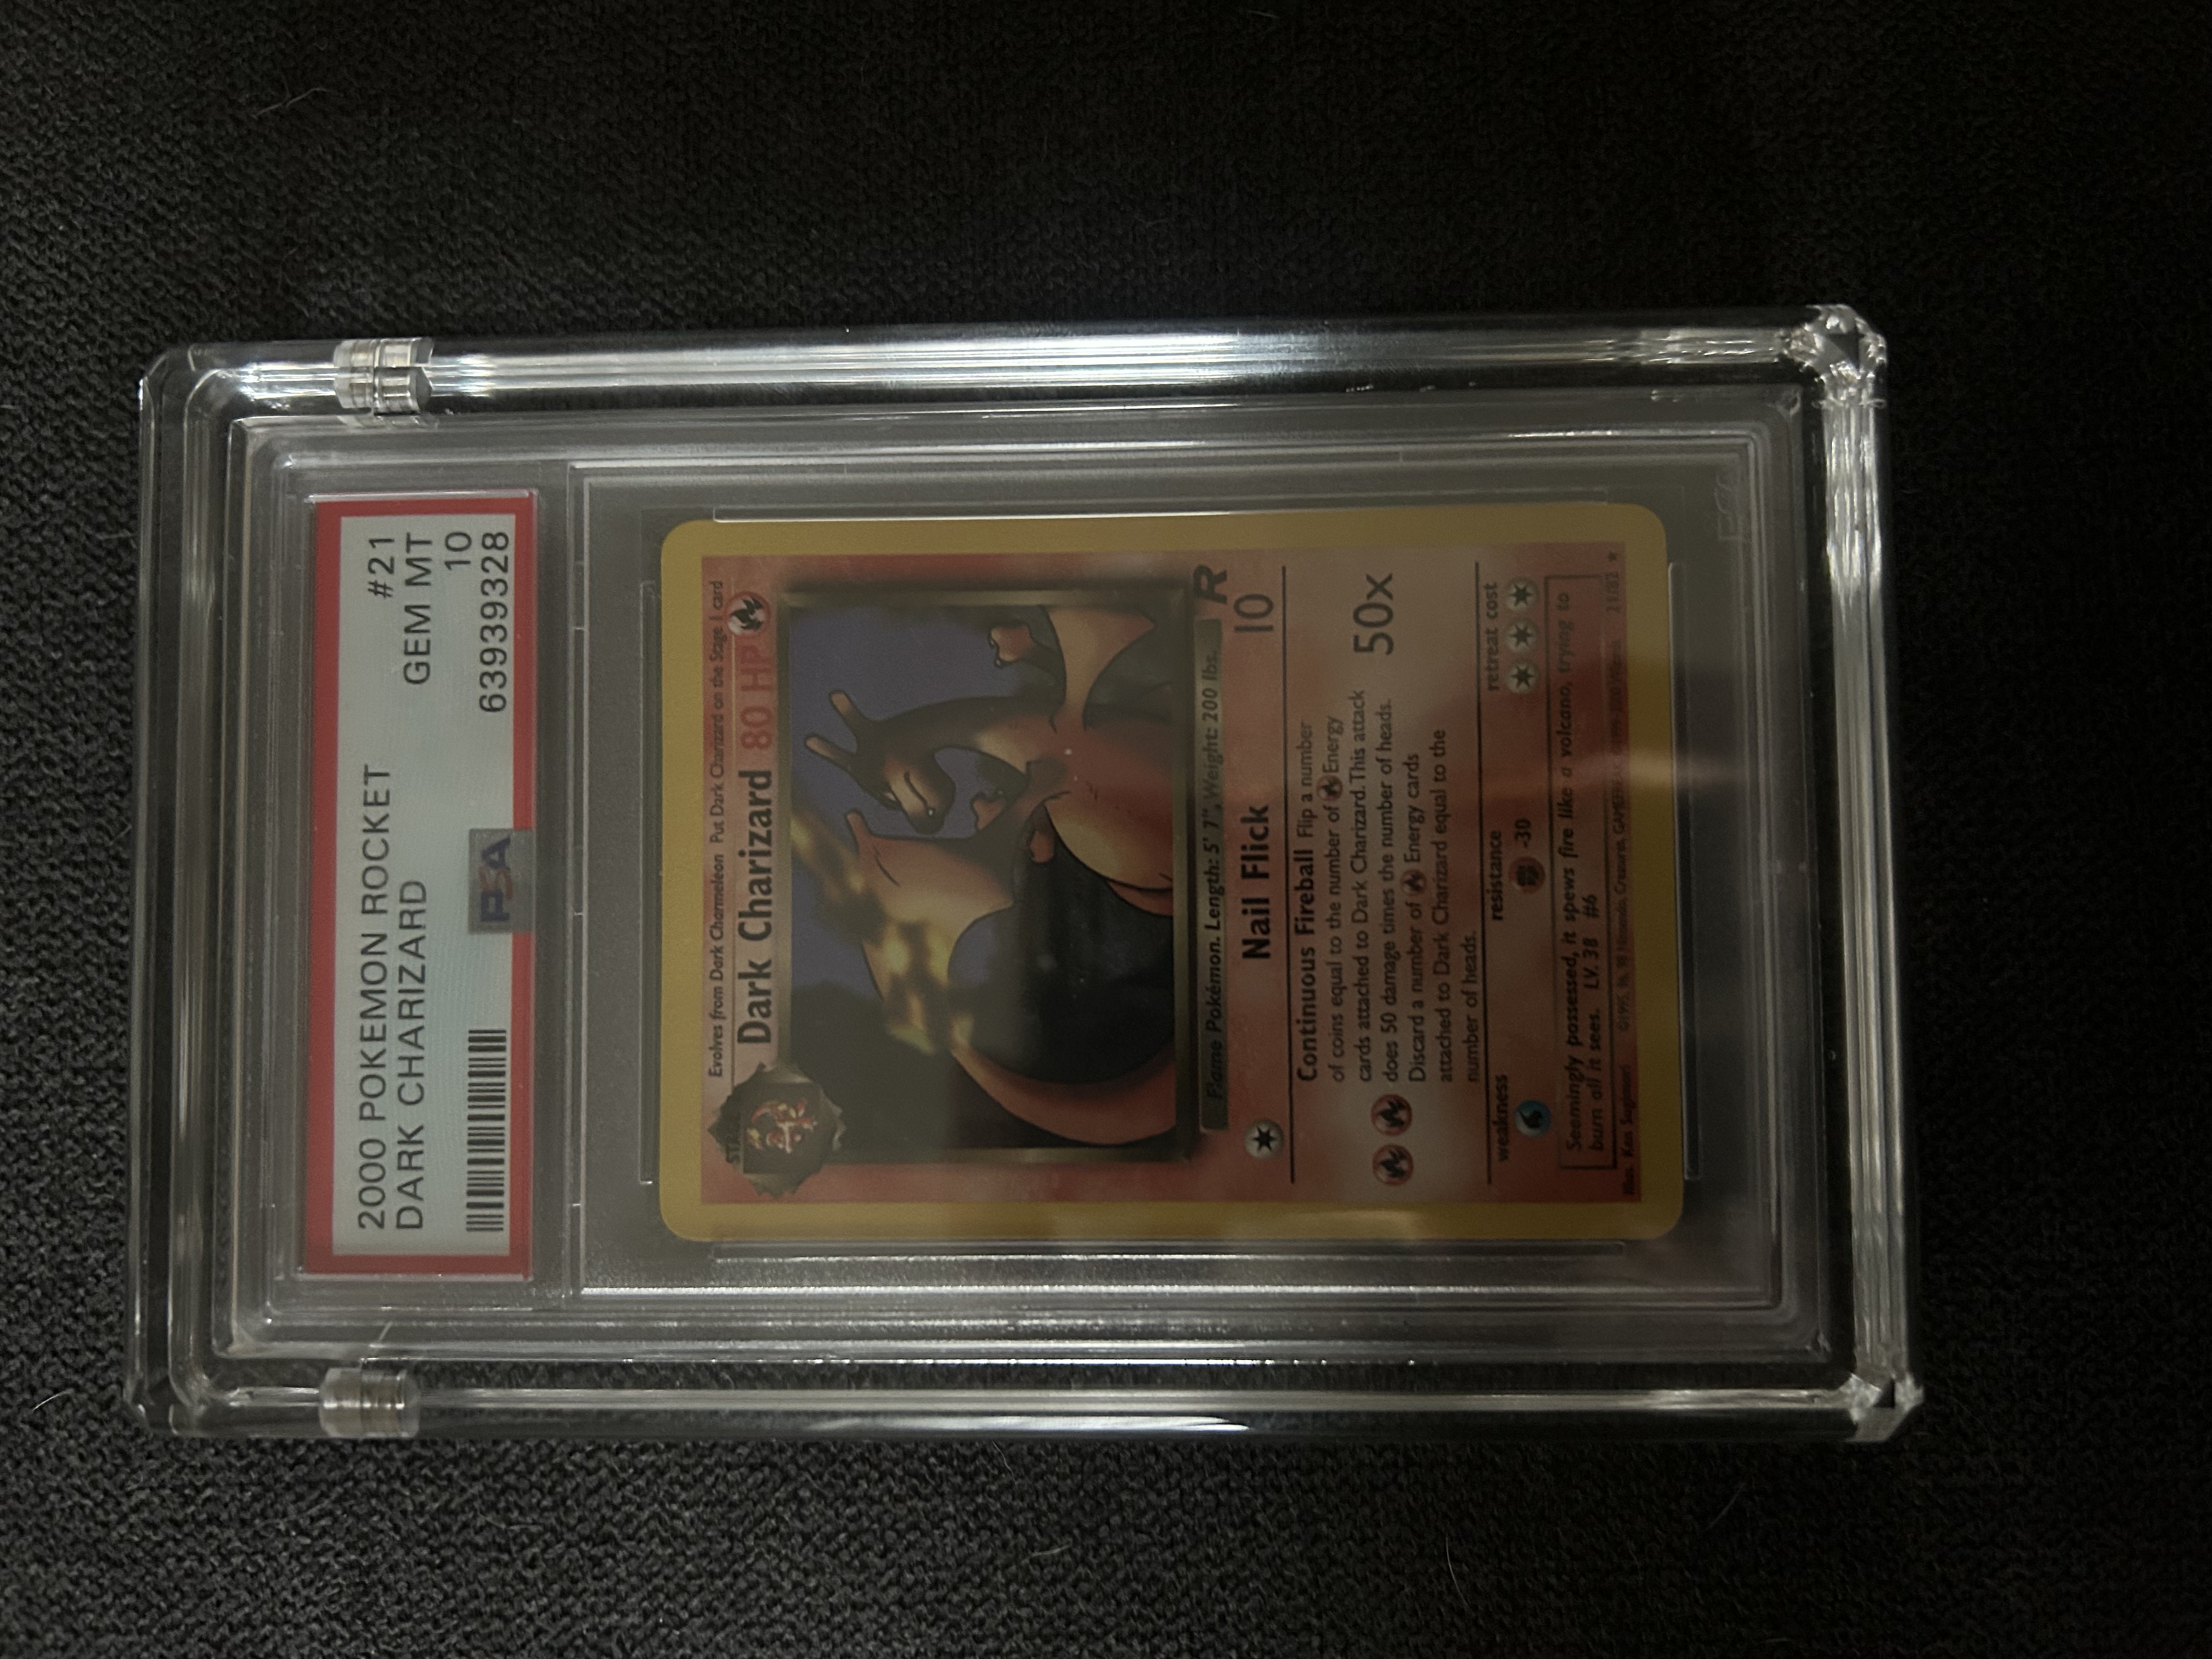 2000 POKEMON ROCKET #21
DARK CHARIZARD GEM MT
10
PSA 63939328
Evolves from Dark Charmeleon Put Dark Charizard on the Stage 1 card
Dark Charizard 80 HP
Flame Pokémon. Length: 5' 7", Weight: 200 lbs.
R
Nail Flick 10
Continuous Fireball Flip a number
of coins equal to the number of Energy
cards attached to Dark Charizard. This attack
does 50 damage times the number of heads. 50x
Discard a number of Energy cards
attached to Dark Charizard equal to the
number of heads.
weakness resistance retreat cost
-30
Seemingly possessed, it spews fire like a volcano, trying to
burn all it sees. LV. 38 #6
Illus. Ken Sugimori 21/82